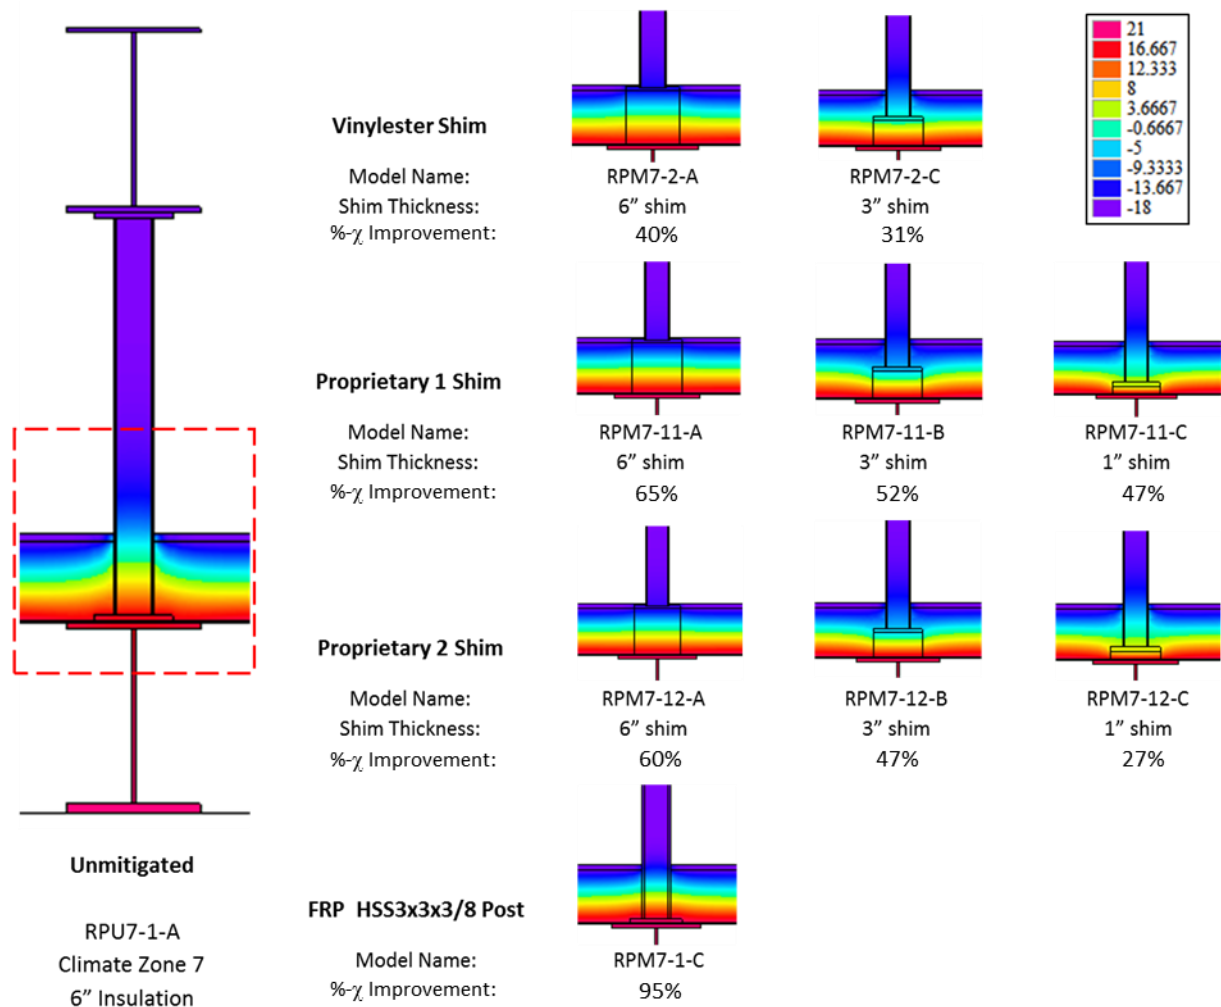 21
16.667
12.333
8
3.6667
-0.6667
-5
-9.3333
-13.667
-18
Vinylester Shim
Model Name: RPM7-2-A RPM7-2-C
Shim Thickness: 6” shim 3” shim
%-χ Improvement: 40% 31%
Proprietary 1 Shim
Model Name: RPM7-11-A RPM7-11-B RPM7-11-C
Shim Thickness: 6” shim 3” shim 1” shim
%-χ Improvement: 65% 52% 47%
Proprietary 2 Shim
Model Name: RPM7-12-A RPM7-12-B RPM7-12-C
Shim Thickness: 6” shim 3” shim 1” shim
%-χ Improvement: 60% 47% 27%
FRP HSS3x3x3/8 Post
Model Name: RPM7-1-C
%-χ Improvement: 95%
Unmitigated
RPU7-1-A
Climate Zone 7
6” Insulation